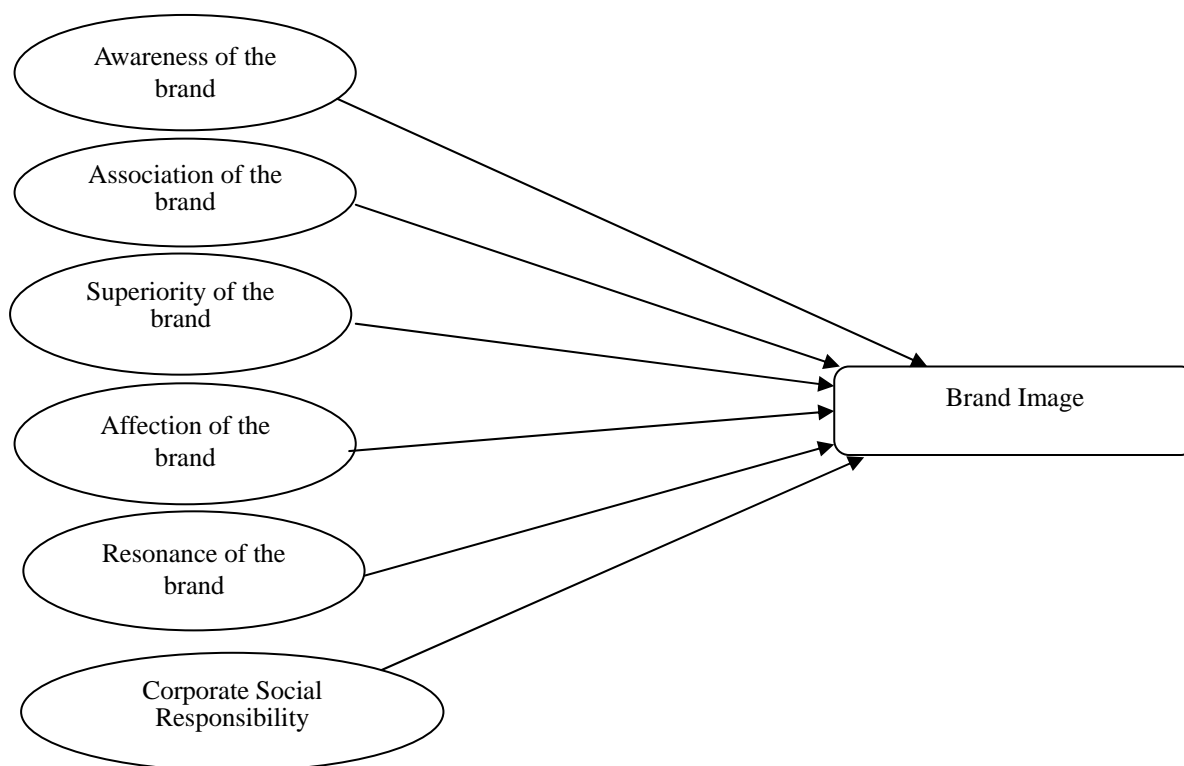 Awareness of the
brand
Association of the
brand
Superiority of the
brand
Affection of the
brand
Resonance of the
brand
Corporate Social
Responsibility
Brand Image